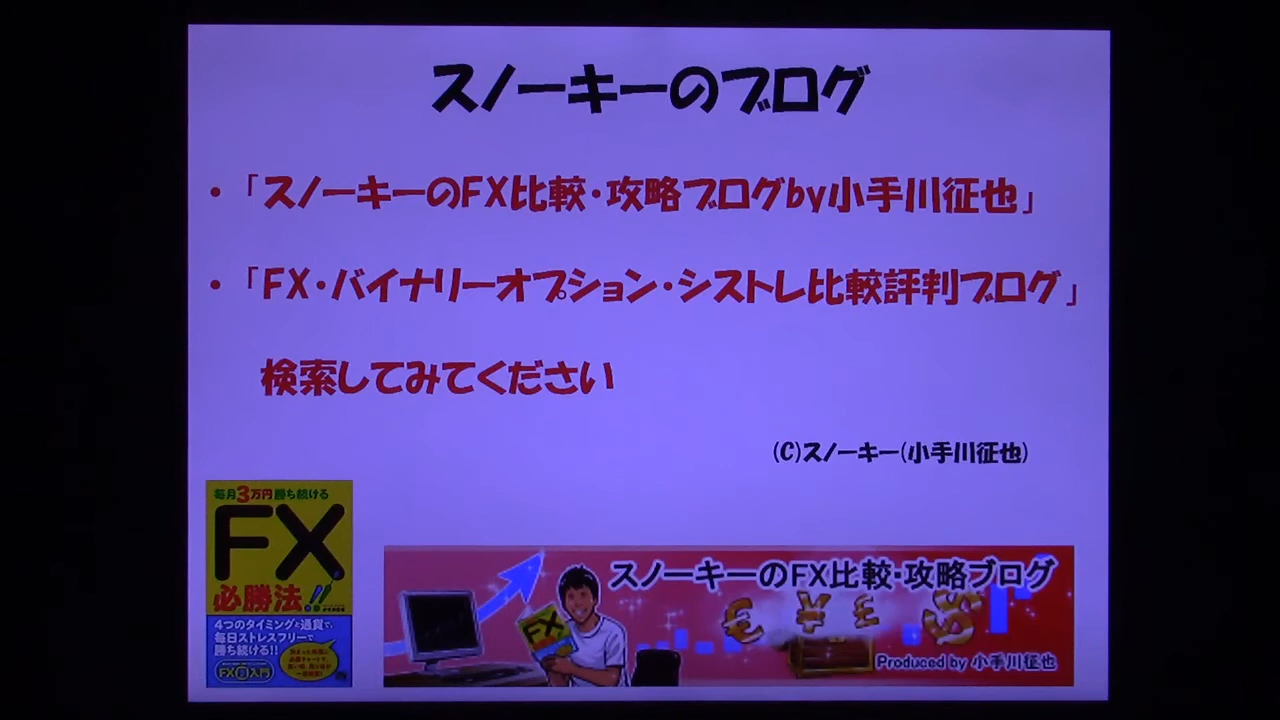 スノーキーのブログ
・「スノーキーのFX比較・攻略ブログby小手川征也」
・「FX・バイナリーオプション・シストレ比較評判ブログ」
検索してみてください
(C)スノーキー(小手川征也)
毎月3万円勝ち続ける
FX
必勝法!!
4つのタイミングと通貨で、
毎日ストレスフリーで
勝ち続ける!!
FX超入門
スノーキーのFX比較・攻略ブログ
FX
Produced by 小手川征也